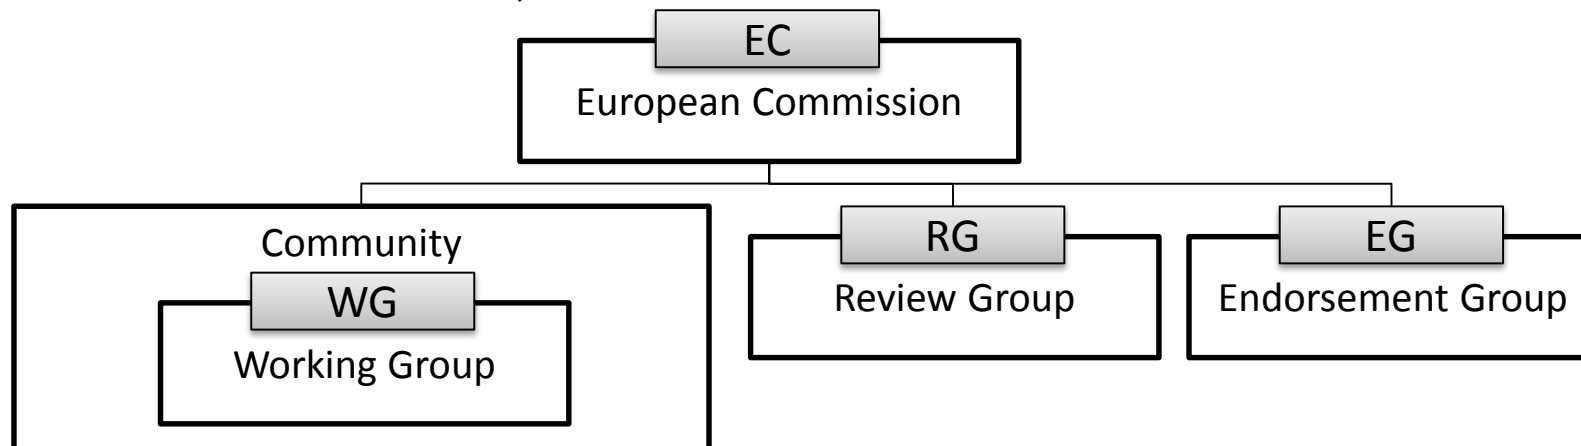 EC
European Commission
Community
WG
Working Group
RG
Review Group
EG
Endorsement Group